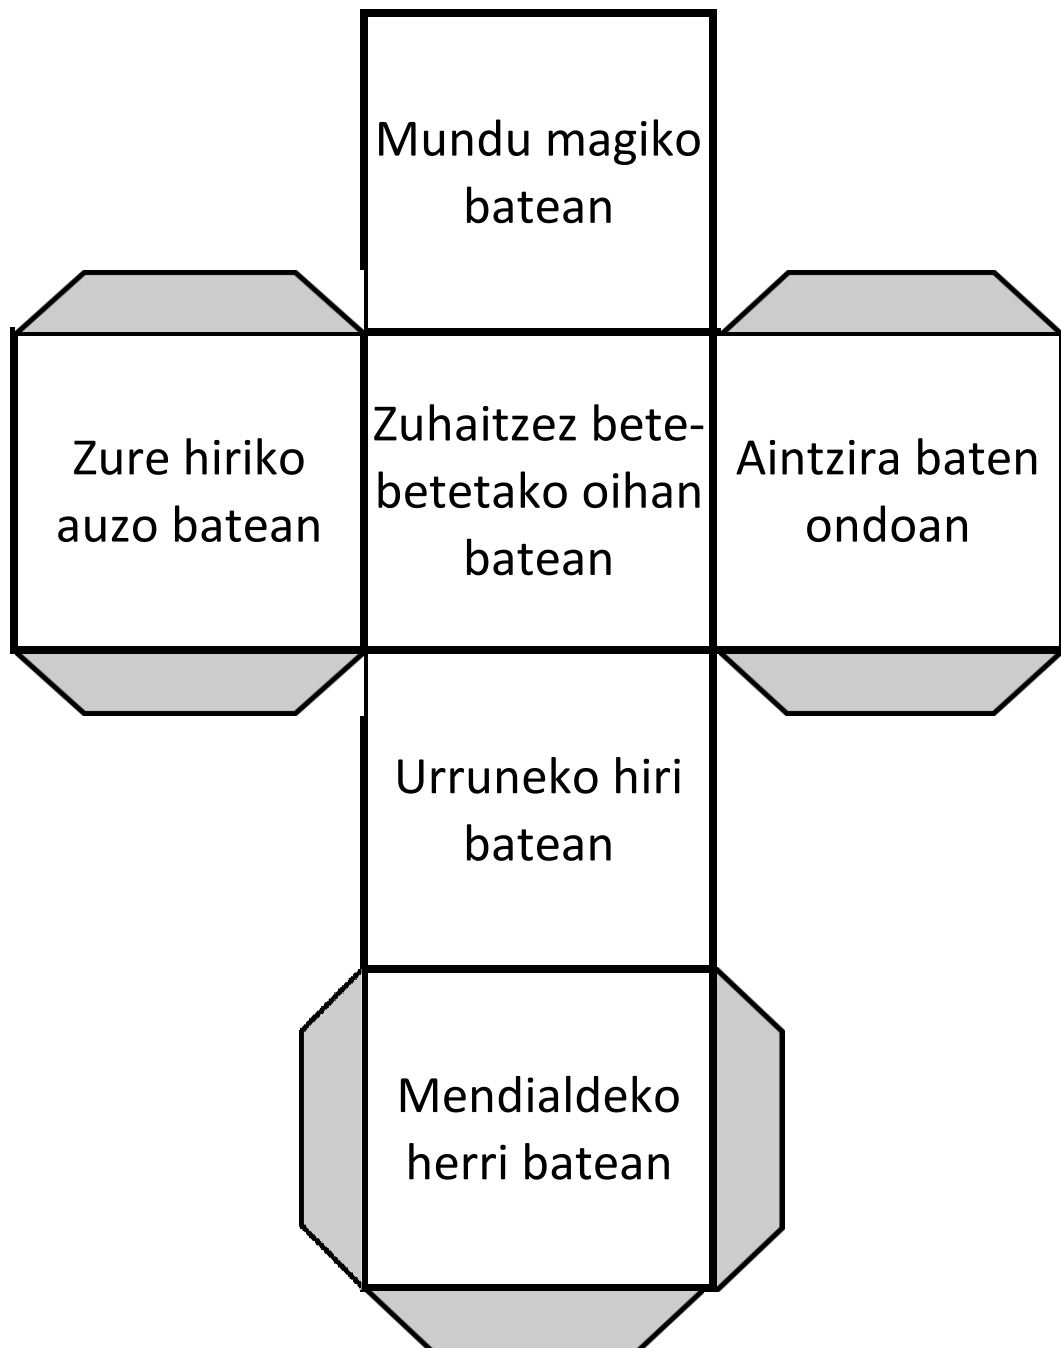 Mundu magiko
batean
Zure hiriko
auzo batean
Zuhaitzez bete-
betetako oihan
batean
Aintzira baten
ondoan
Urruneko hiri
batean
Mendialdeko
herri batean